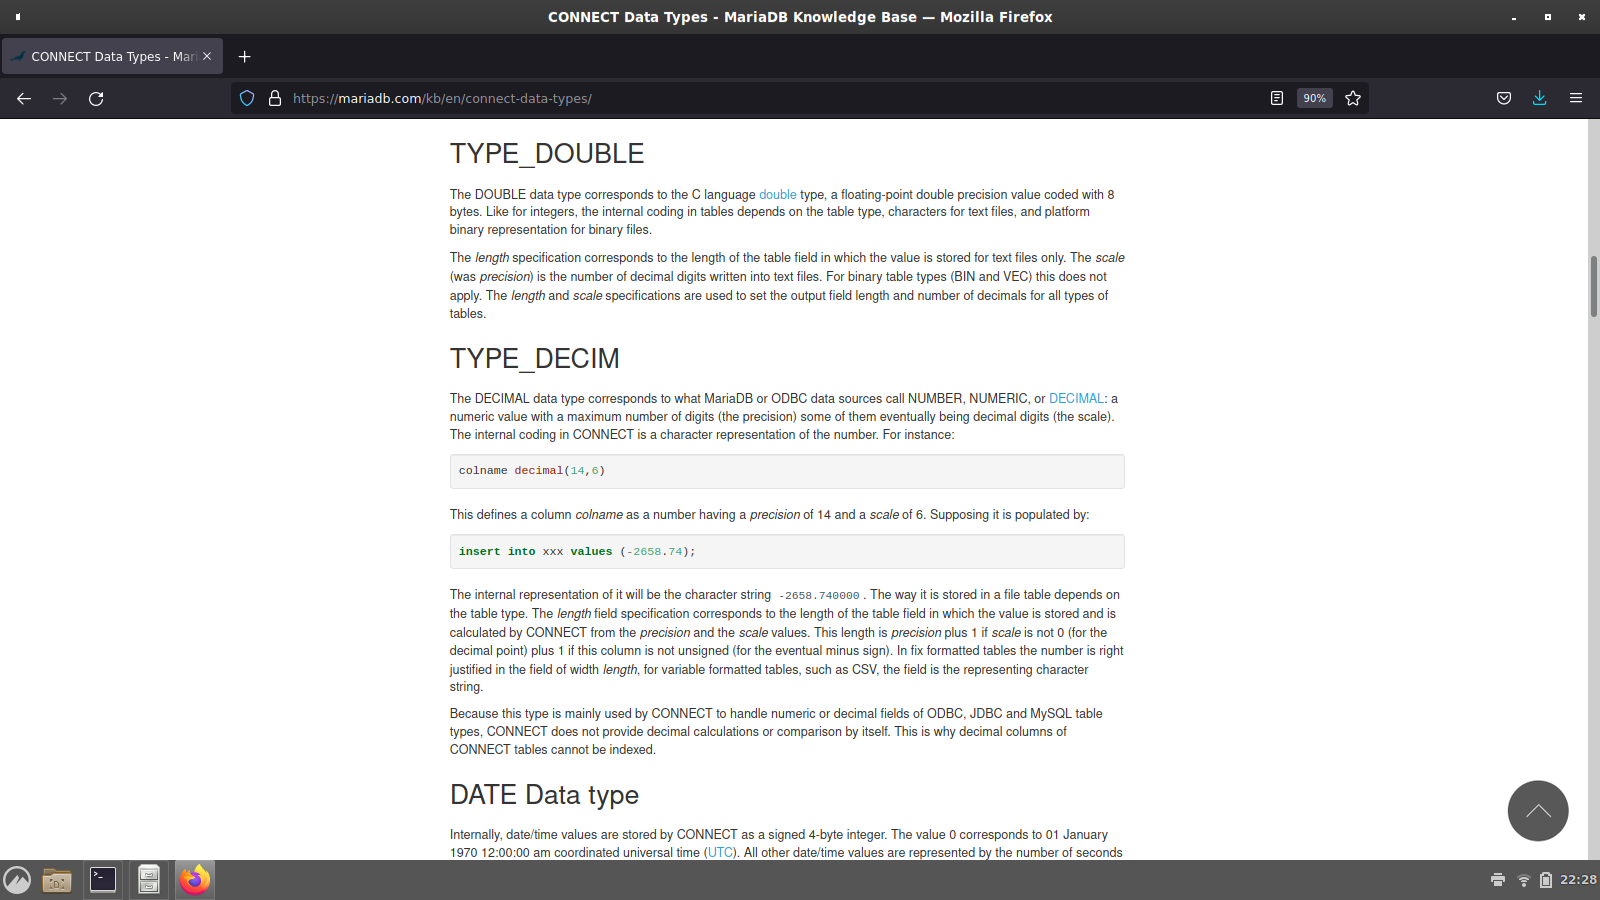 CONNECT Data Types - MariaDB Knowledge Base — Mozilla Firefox
CONNECT Data Types - Mari
https://mariadb.com/kb/en/connect-data-types/
90%
TYPE_DOUBLE
The DOUBLE data type corresponds to the C language double type, a floating-point double precision value coded with 8
bytes. Like for integers, the internal coding in tables depends on the table type, characters for text files, and platform
binary representation for binary files.
The length specification corresponds to the length of the table field in which the value is stored for text files only. The scale
(was precision) is the number of decimal digits written into text files. For binary table types (BIN and VEC) this does not
apply. The length and scale specifications are used to set the output field length and number of decimals for all types of
tables.
TYPE_DECIM
The DECIMAL data type corresponds to what MariaDB or ODBC data sources call NUMBER, NUMERIC, or DECIMAL: a
numeric value with a maximum number of digits (the precision) some of them eventually being decimal digits (the scale).
The internal coding in CONNECT is a character representation of the number. For instance:
colname decimal(14,6)
This defines a column colname as a number having a precision of 14 and a scale of 6. Supposing it is populated by:
insert into xxx values (-2658.74);
The internal representation of it will be the character string -2658.740000. The way it is stored in a file table depends on
the table type. The length field specification corresponds to the length of the table field in which the value is stored and is
calculated by CONNECT from the precision and the scale values. This length is precision plus 1 if scale is not 0 (for the
decimal point) plus 1 if this column is not unsigned (for the eventual minus sign). In fix formatted tables the number is right
justified in the field of width length, for variable formatted tables, such as CSV, the field is the representing character
string.
Because this type is mainly used by CONNECT to handle numeric or decimal fields of ODBC, JDBC and MySQL table
types, CONNECT does not provide decimal calculations or comparison by itself. This is why decimal columns of
CONNECT tables cannot be indexed.
DATE Data type
Internally, date/time values are stored by CONNECT as a signed 4-byte integer. The value 0 corresponds to 01 January
1970 12:00:00 am coordinated universal time (UTC). All other date/time values are represented by the number of seconds
22:28